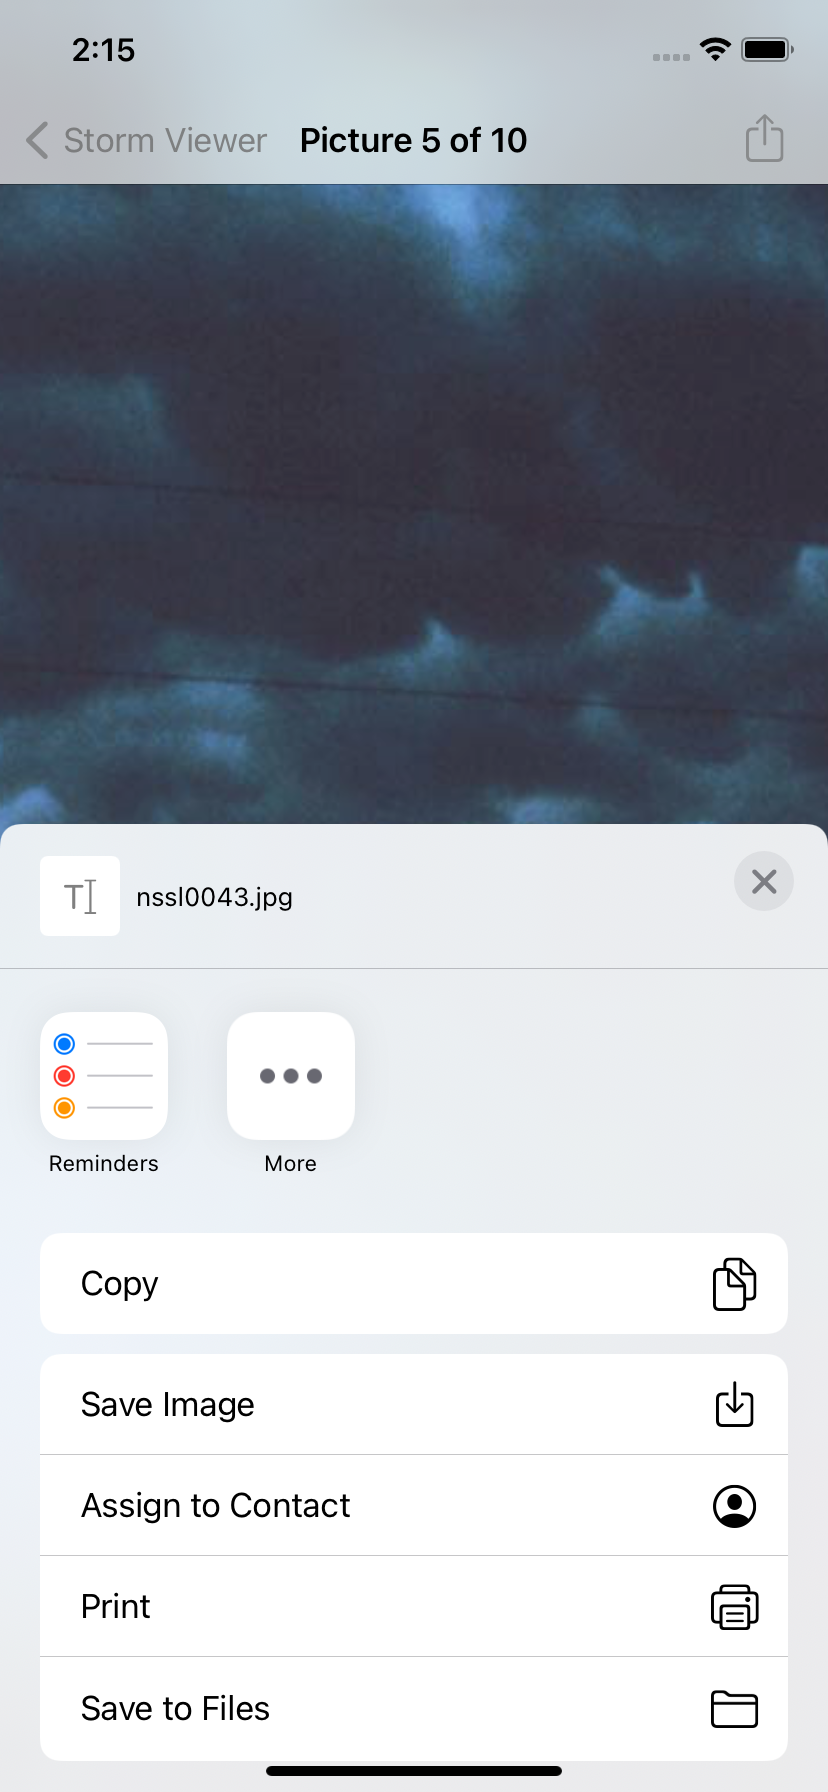 2:15
Storm Viewer Picture 5 of 10
T
nssl0043.jpg
Reminders More
Copy
Save Image
Assign to Contact
Print
Save to Files